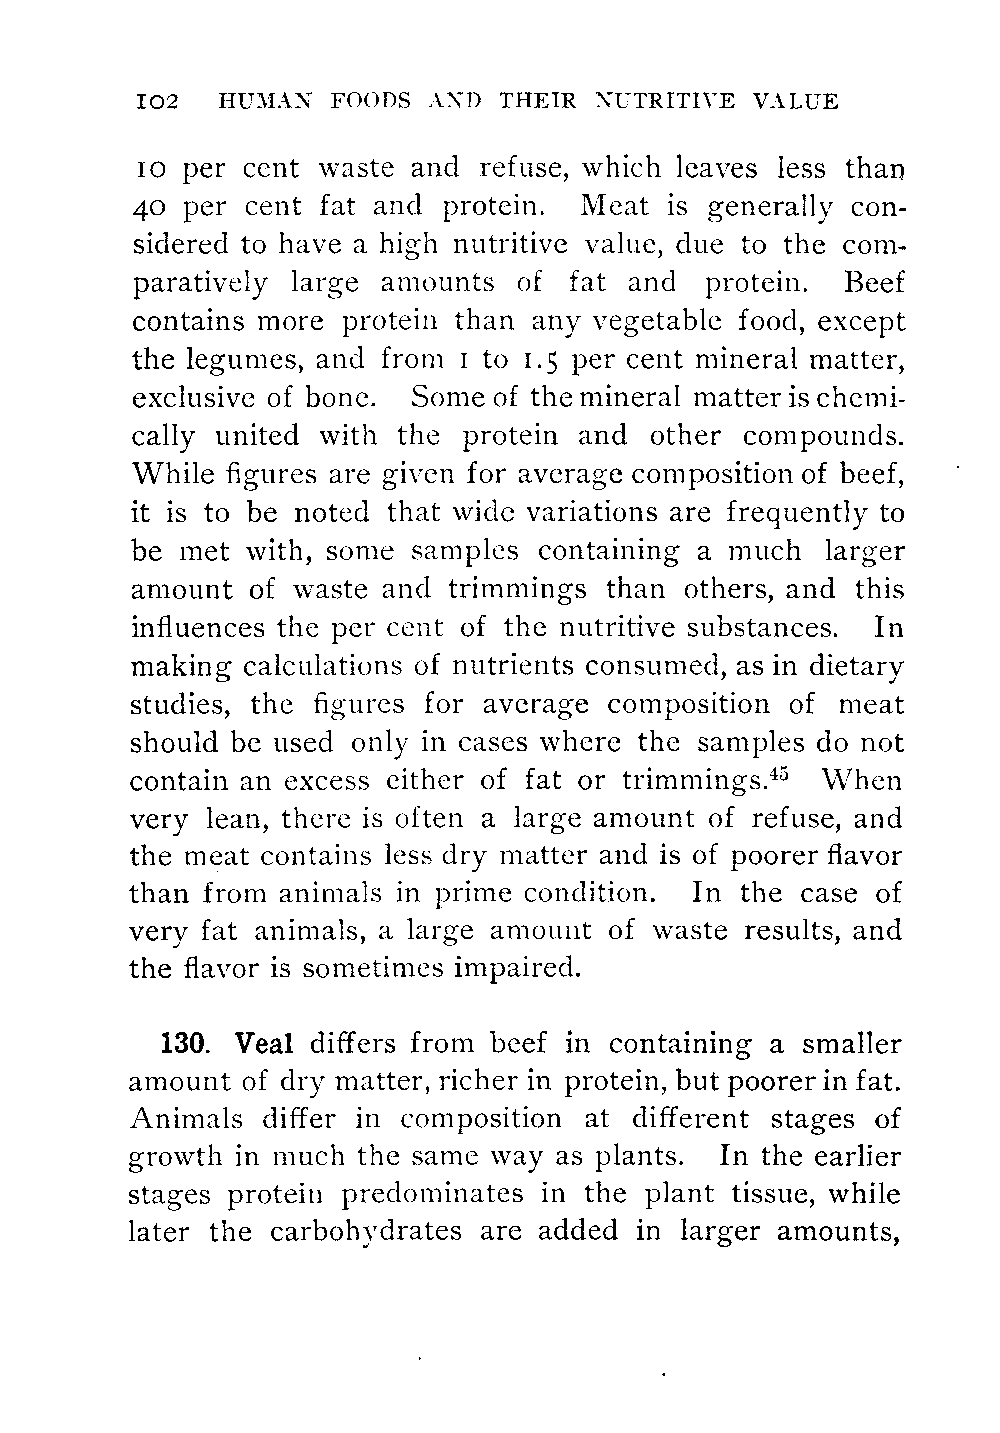 102 HUMAN FOODS AND THEIR NUTRITIVE VALUE
10 per cent waste and refuse, which leaves less than
40 per cent fat and protein. Meat is generally con-
sidered to have a high nutritive value, due to the com-
paratively large amounts of fat and protein. Beef
contains more protein than any vegetable food, except
the legumes, and from 1 to 1.5 per cent mineral matter,
exclusive of bone. Some of the mineral matter is chemi-
cally united with the protein and other compounds.
While figures are given for average composition of beef,
it is to be noted that wide variations are frequently to
be met with, some samples containing a much larger
amount of waste and trimmings than others, and this
influences the per cent of the nutritive substances. In
making calculations of nutrients consumed, as in dietary
studies, the figures for average composition of meat
should be used only in cases where the samples do not
contain an excess either of fat or trimmings.⁴⁵ When
very lean, there is often a large amount of refuse, and
the meat contains less dry matter and is of poorer flavor
than from animals in prime condition. In the case of
very fat animals, a large amount of waste results, and
the flavor is sometimes impaired.
130. Veal differs from beef in containing a smaller
amount of dry matter, richer in protein, but poorer in fat.
Animals differ in composition at different stages of
growth in much the same way as plants. In the earlier
stages protein predominates in the plant tissue, while
later the carbohydrates are added in larger amounts,